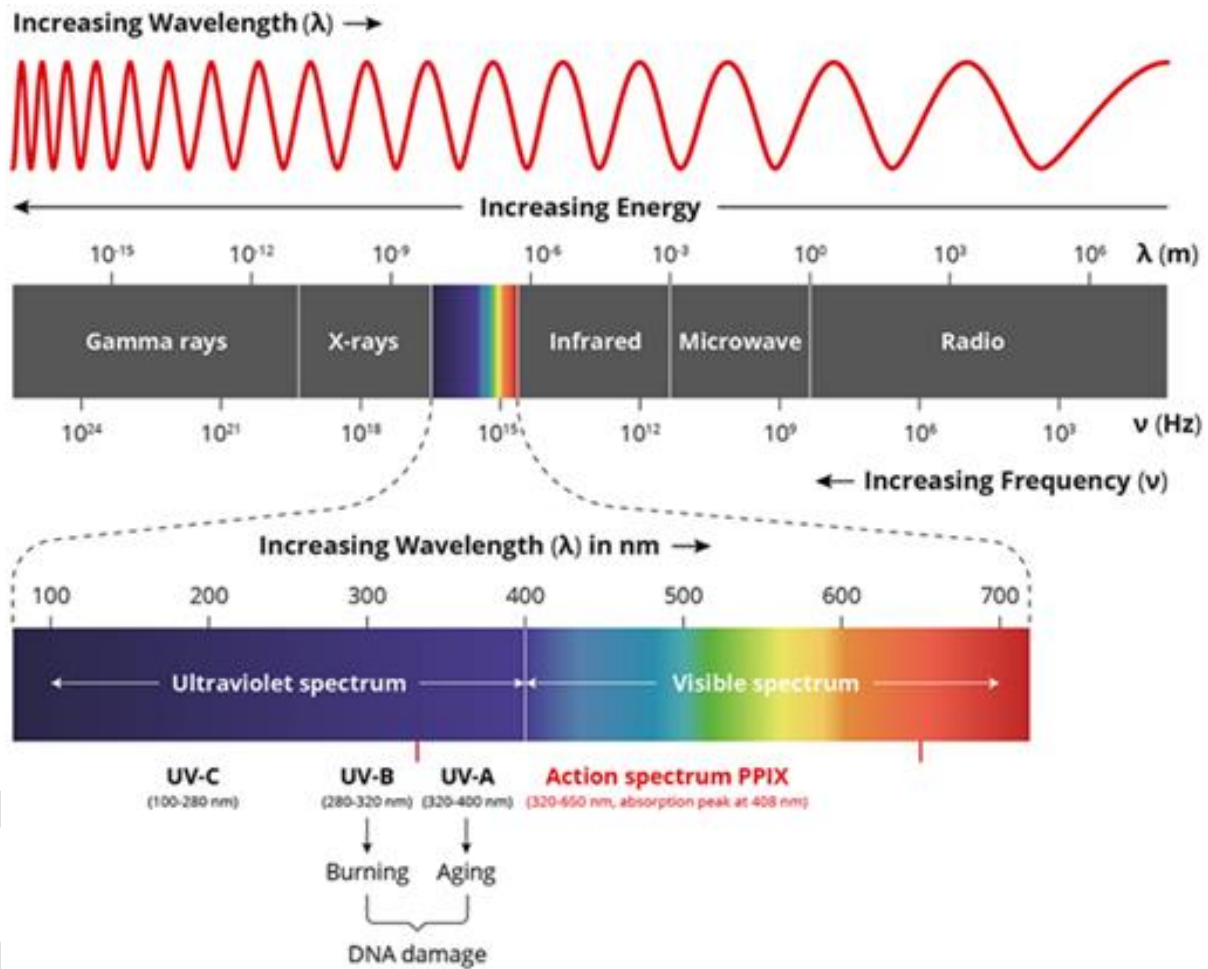 Increasing Wavelength (λ) →
Increasing Energy
10⁻¹⁵ 10⁻¹² 10⁻⁹ 10⁻⁶ 10⁻³ 10⁰ 10³ 10⁶ λ (m)
Gamma rays X-rays Infrared Microwave Radio
10²⁴ 10²¹ 10¹⁸ 10¹⁵ 10¹² 10⁹ 10⁶ 10³ ν (Hz)
← Increasing Frequency (ν)
Increasing Wavelength (λ) in nm →
100 200 300 400 500 600 700
Ultraviolet spectrum Visible spectrum
UV-C UV-B UV-A Action spectrum PPIX
(100-280 nm) (280-320 nm) (320-400 nm) (320-650 nm, absorption peak at 408 nm)
Burning Aging
DNA damage